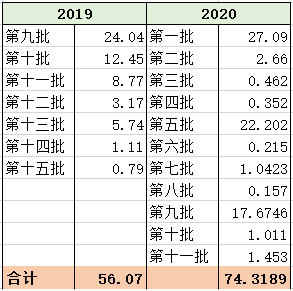 2019 2020
第九批 24.04 第一批 27.09
第十批 12.45 第二批 2.66
第十一批 8.77 第三批 0.462
第十二批 3.17 第四批 0.352
第十三批 5.74 第五批 22.202
第十四批 1.11 第六批 0.215
第十五批 0.79 第七批 1.0423
第八批 0.157
第九批 17.6746
第十批 1.011
第十一批 1.453
合计 56.07 74.3189